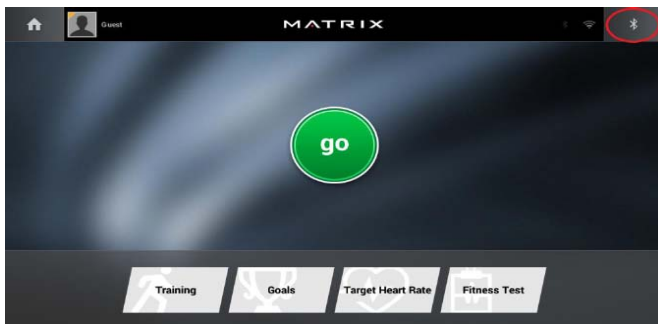 Guest
MATRIX
go
Training
Goals
Target Heart Rate
Fitness Test